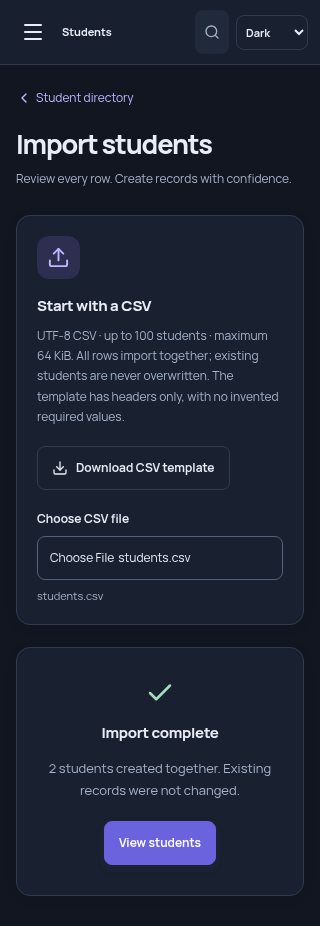 Students
Dark
Student directory
Import students
Review every row. Create records with confidence.
Start with a CSV
UTF-8 CSV · up to 100 students · maximum
64 KiB. All rows import together; existing
students are never overwritten. The
template has headers only, with no invented
required values.
Download CSV template
Choose CSV file
Choose File students.csv
students.csv
Import complete
2 students created together. Existing
records were not changed.
View students